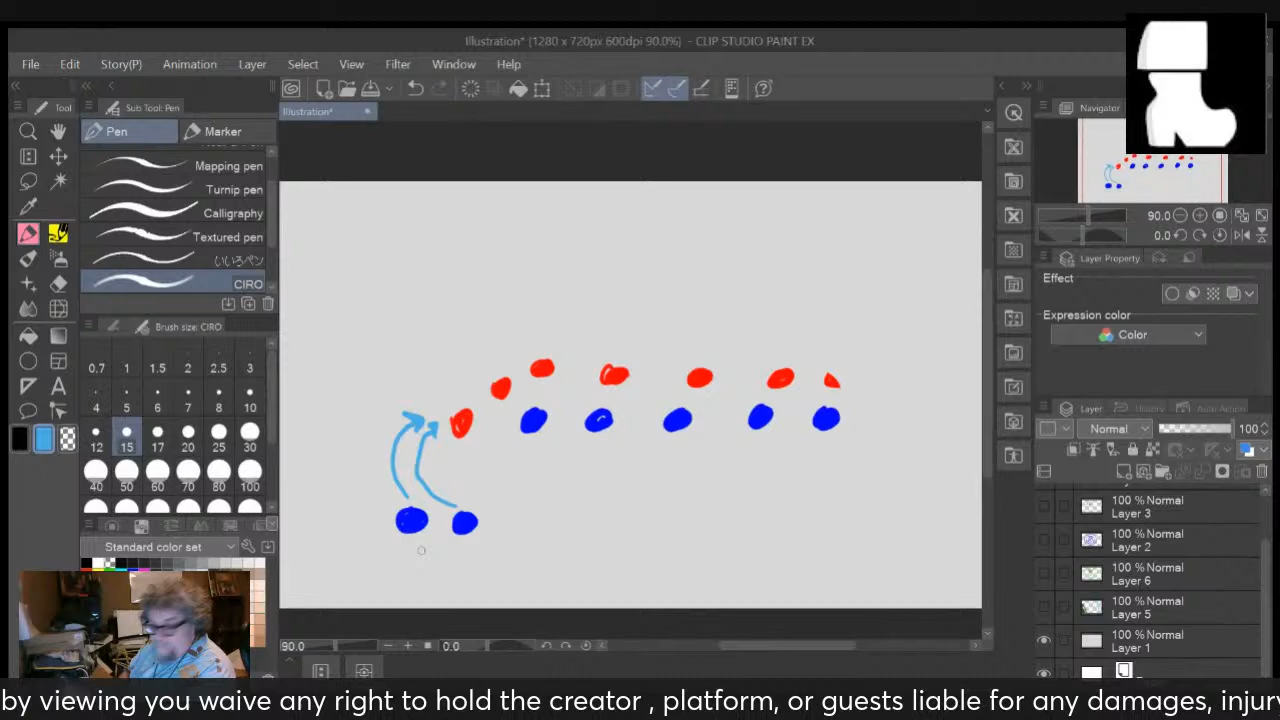 Illustration* (1280 x 720px 600dpi 90.0%) - CLIP STUDIO PAINT EX
File Edit Story(P) Animation Layer Select View Filter Window Help
Illustration*
Tool
Sub Tool: Pen
Pen
Marker
Mapping pen
Turnip pen
Calligraphy
Textured pen
いいろペン
CIRO
Brush size: CIRO
0.7 1 1.5 2 2.5 3
4 5 6 7 8 10
12 15 17 20 25 30
40 50 60 70 80 100
Standard color set
90.0
0.0
Navigator
90.0
0.0
Layer Property
Effect
Expression color
Color
Layer History Auto Action
Normal
100
100 % Normal
Layer 3
100 % Normal
Layer 2
100 % Normal
Layer 6
100 % Normal
Layer 5
100 % Normal
Layer 1
by viewing you waive any right to hold the creator , platform, or guests liable for any damages, injur